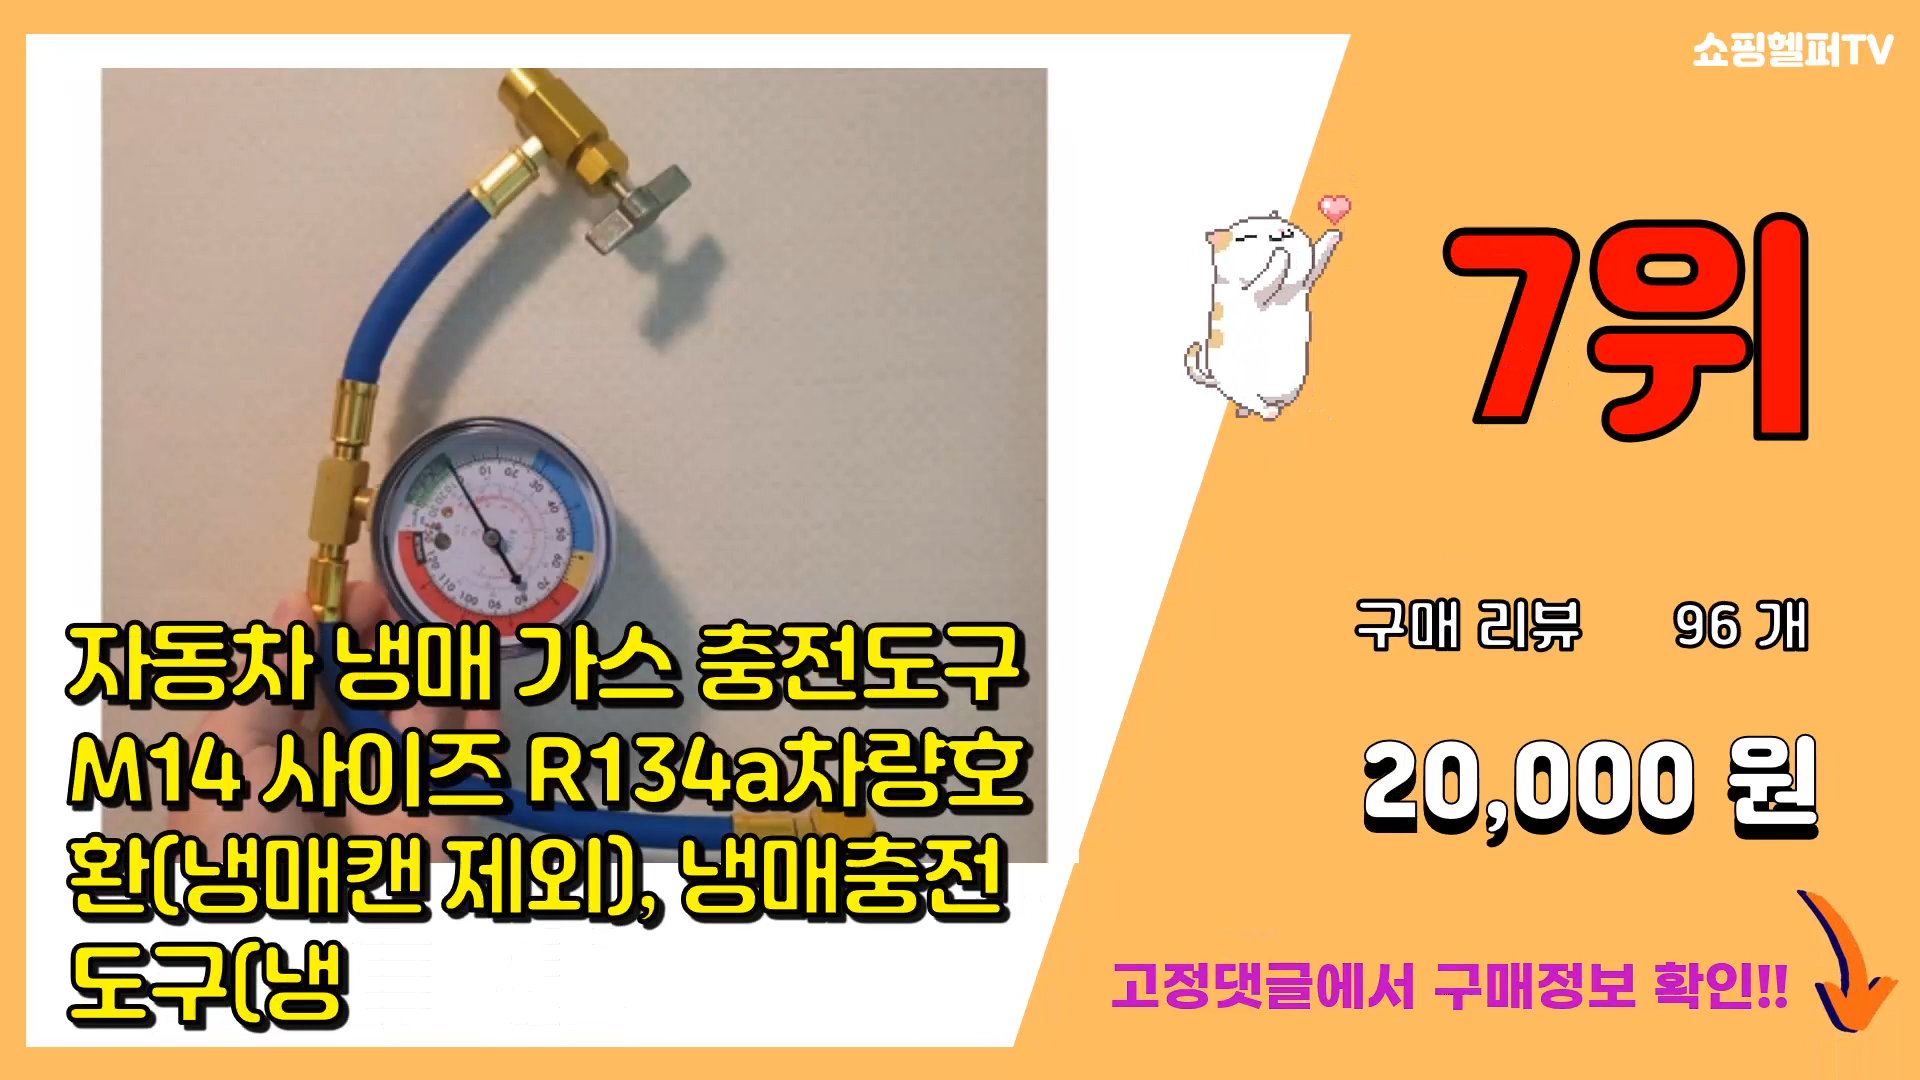 쇼핑헬퍼TV
7위
구매 리뷰 96 개
20,000 원
자동차 냉매 가스 충전도구
M14 사이즈 R134a차량호
환(냉매캔 제외), 냉매충전
도구(냉
고정댓글에서 구매정보 확인!!